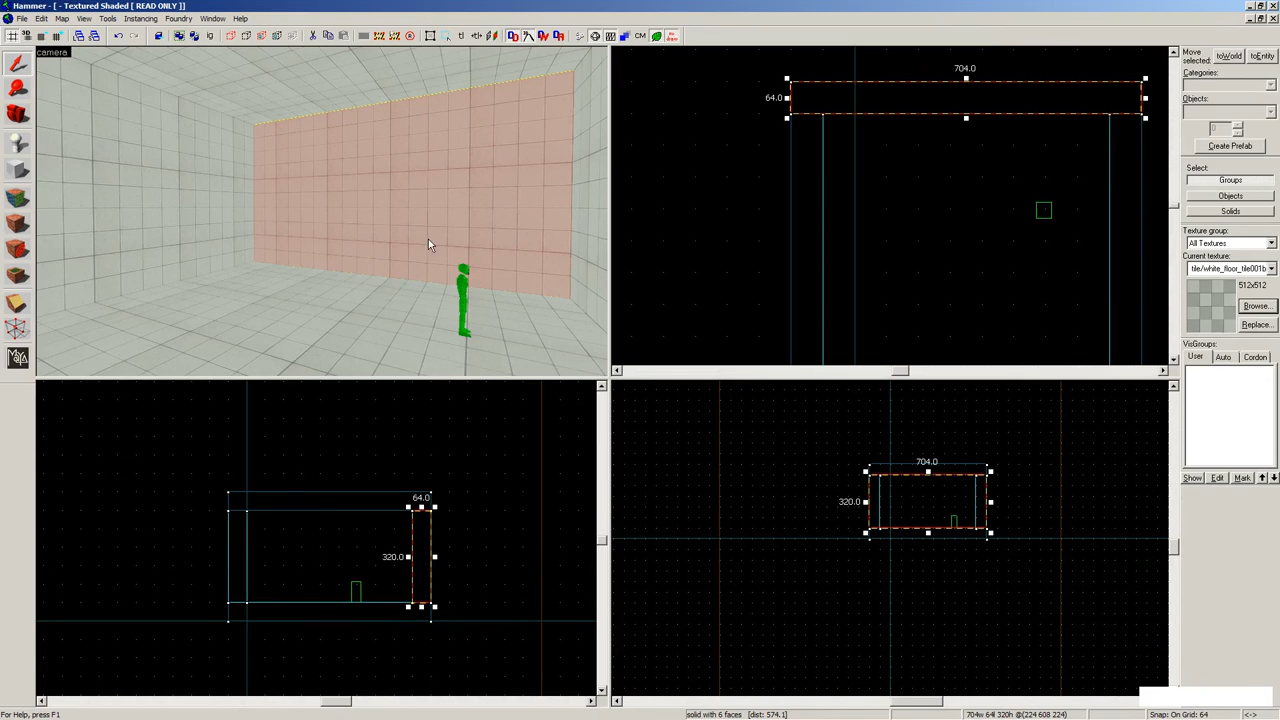 Hammer - [ - Textured Shaded [ READ ONLY ]]
File Edit Map View Tools Instancing Foundry Window Help
CM
camera
704.0
64.0
64.0
320.0
704.0
320.0
Move selected:
toWorld
toEntity
Categories:
Objects:
0
Create Prefab
Select:
Groups
Objects
Solids
Texture group:
All Textures
Current texture:
tile/white_floor_tile001b
512x512
Browse...
Replace...
VisGroups:
User Auto Cordon
Show Edit Mark
For Help, press F1
solid with 6 faces [dist: 574.1]
704w 64l 320h @(224 608 224)
Snap: On Grid: 64
<->